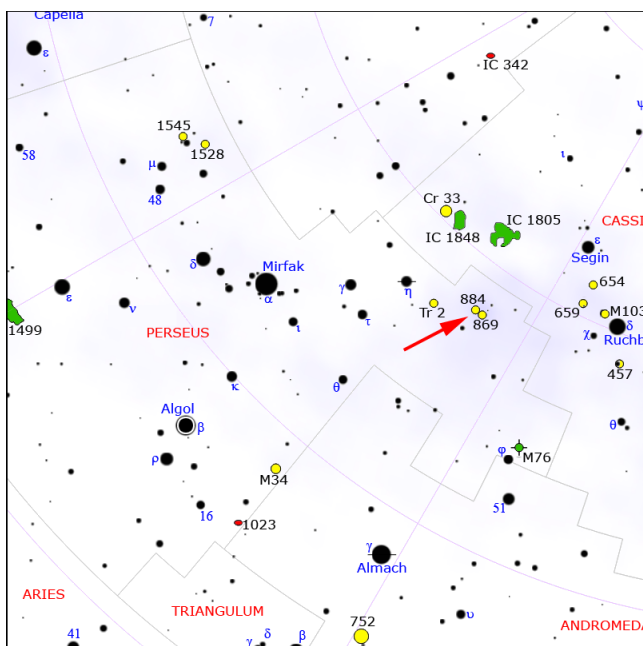 Capella
7
ε
IC 342
ψ
1545
1528
58
μ
ι
48
Cr 33
IC 1848
IC 1805
CASSI
ε
Segin
δ
Mirfak
α
γ
η
654
ε
ν
884
869
Tr 2
659
M103
δ
Ruchb
1499
PERSEUS
ι
τ
χ
457
κ
θ
Algol
β
θ
ρ
M34
φ
M76
16
51
1023
γ
Almach
ARIES
TRIANGULUM
752
υ
ANDROMEDA
41
γ
δ
β